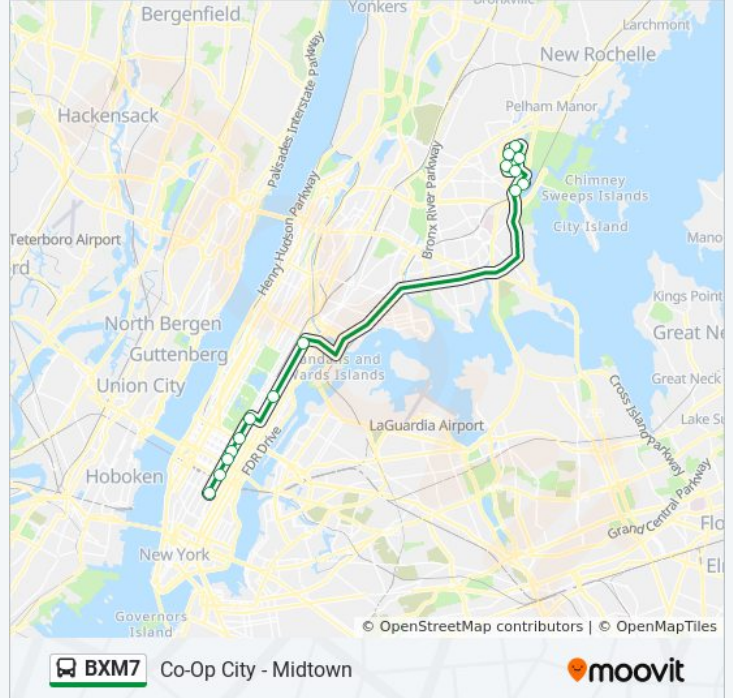 Yonkers
Bergenfield
Larchmont
New Rochelle
Hackensack
Palisades Interstate Parkway
Pelham Manor
Bronx River Parkway
Chimney
Sweeps Islands
Henry Hudson Parkway
City Island
Teterboro Airport
Mano
rd
Kings Point
North Bergen
Great Ne
Guttenberg
Wards Islands
Union City
Great Neck
Cross Island Parkway
LaGuardia Airport
Lake Su
FDR Drive
Hoboken
Grand Central Parkway
Flo
New York
El
Governors
Island
© OpenStreetMap contributors | © OpenMapTiles
BXM7 Co-Op City - Midtown
moovit